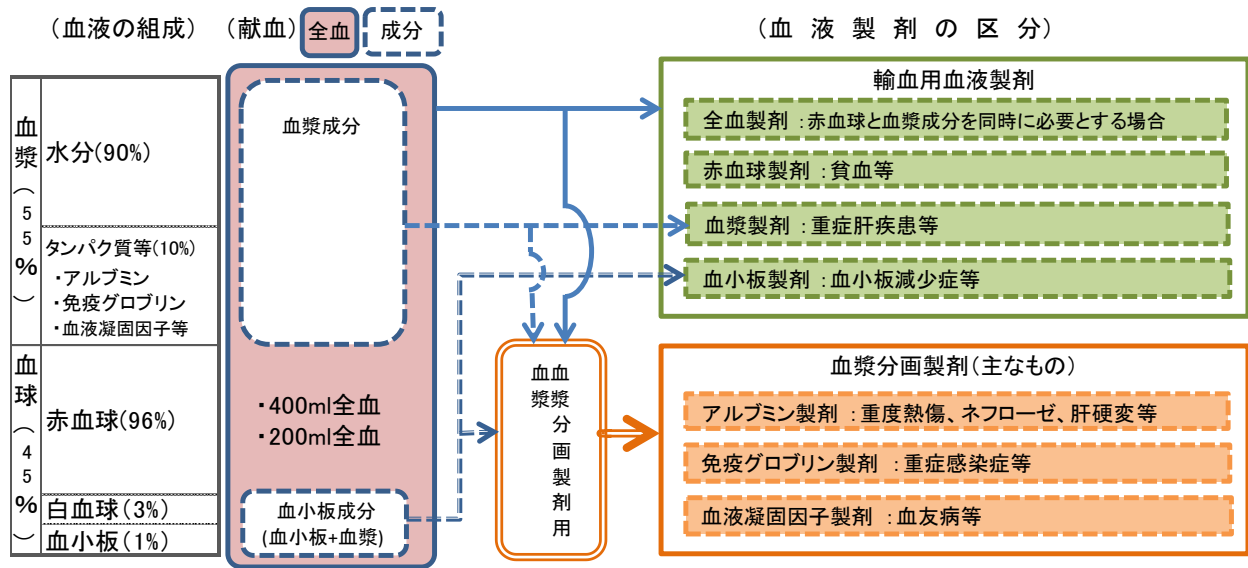 (血液の組成)
(献血)
全血
成分
(血液製剤の区分)
血漿(55%)
水分(90%)
タンパク質等(10%)
・アルブミン
・免疫グロブリン
・血液凝固因子等
血球(45%)
赤血球(96%)
白血球(3%)
血小板(1%)
血漿成分
・400ml全血
・200ml全血
血小板成分
(血小板+血漿)
血漿分画製剤用
血漿
輸血用血液製剤
全血製剤:赤血球と血漿成分を同時に必要とする場合
赤血球製剤:貧血等
血漿製剤:重症肝疾患等
血小板製剤:血小板減少症等
血漿分画製剤(主なもの)
アルブミン製剤:重度熱傷、ネフローゼ、肝硬変等
免疫グロブリン製剤:重症感染症等
血液凝固因子製剤:血友病等